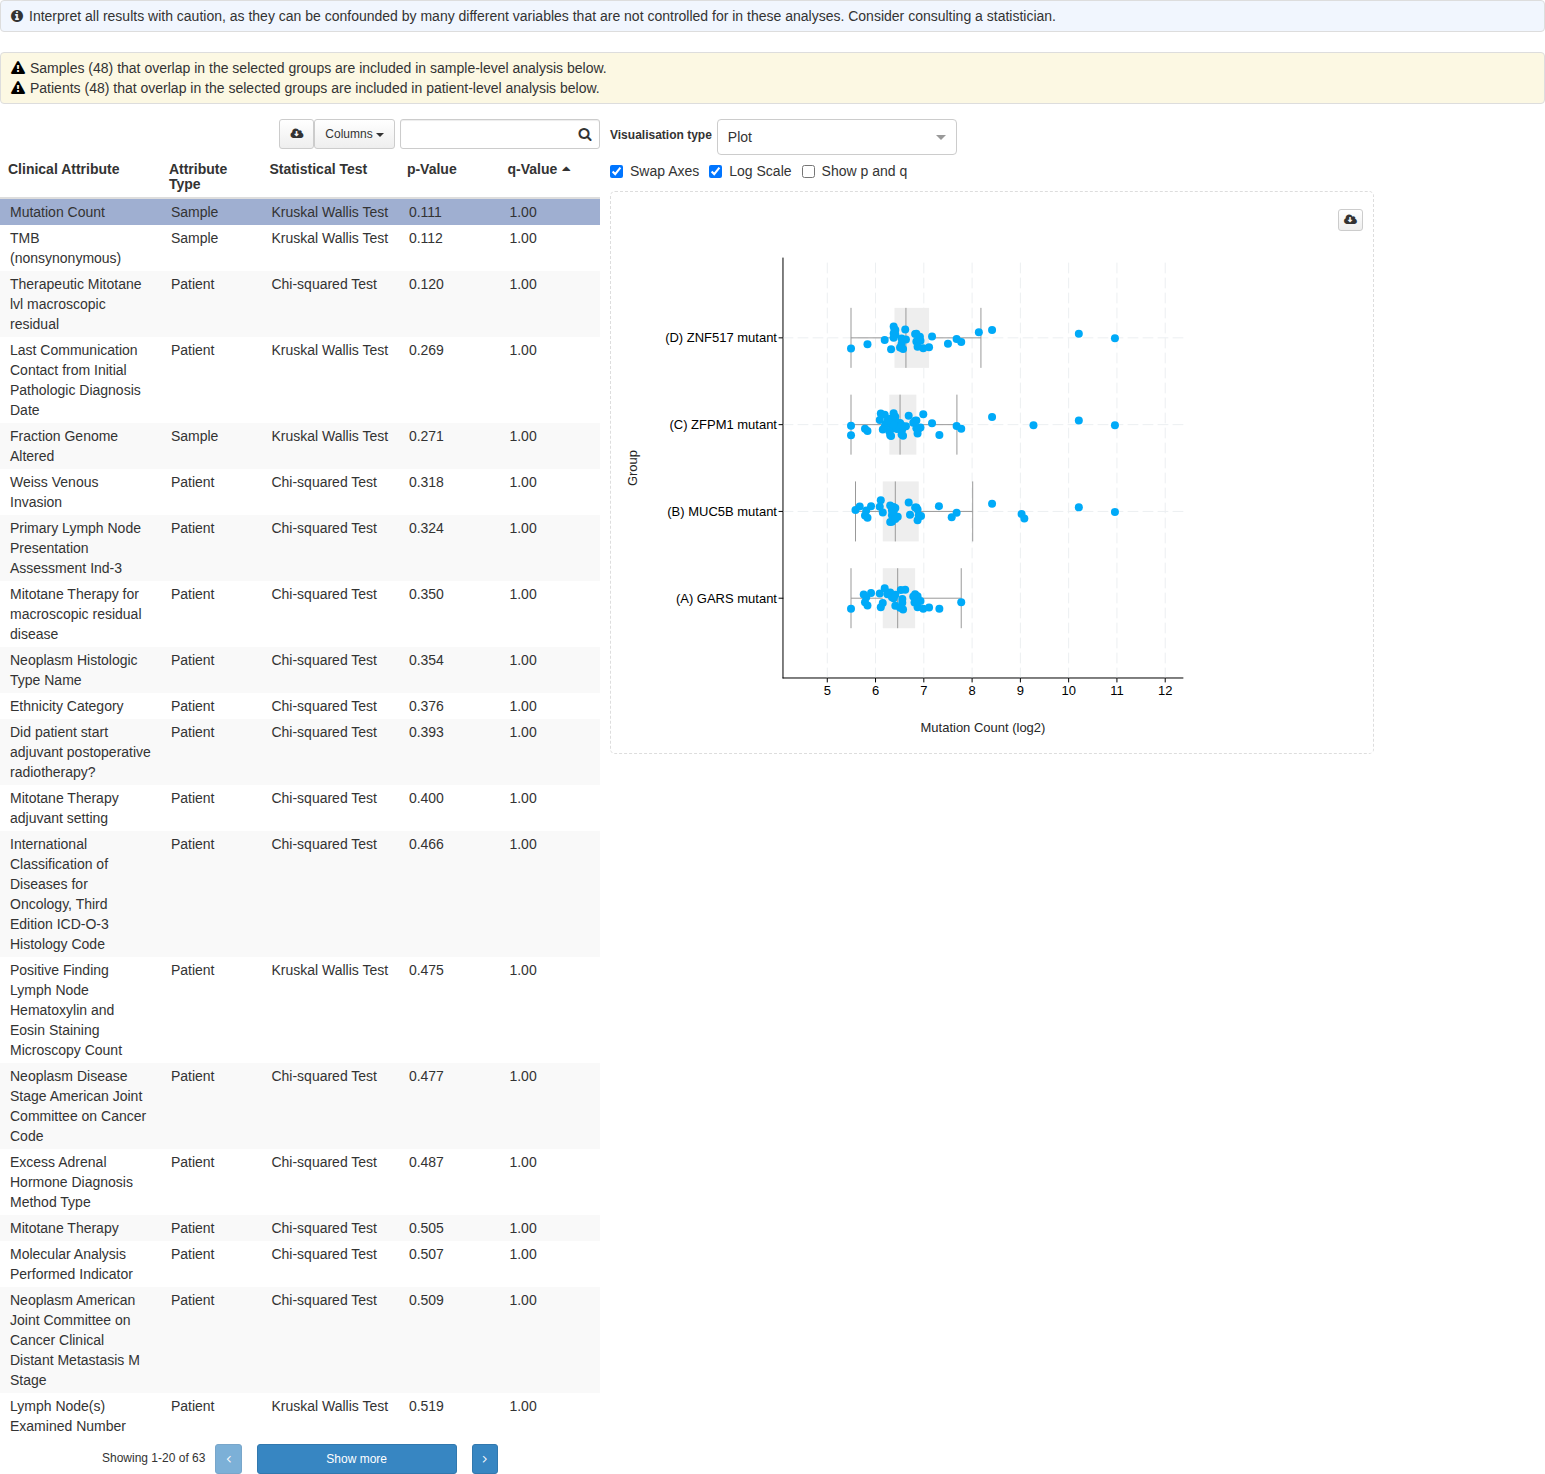 Interpret all results with caution, as they can be confounded by many different variables that are not controlled for in these analyses. Consider consulting a statistician.
Samples (48) that overlap in the selected groups are included in sample-level analysis below.
Patients (48) that overlap in the selected groups are included in patient-level analysis below.
Columns
Clinical Attribute Attribute Type Statistical Test p-Value q-Value
Mutation Count Sample Kruskal Wallis Test 0.111 1.00
TMB Sample Kruskal Wallis Test 0.112 1.00
(nonsynonymous)
Therapeutic Mitotane Patient Chi-squared Test 0.120 1.00
lvl macroscopic
residual
Last Communication Patient Kruskal Wallis Test 0.269 1.00
Contact from Initial
Pathologic Diagnosis
Date
Fraction Genome Sample Kruskal Wallis Test 0.271 1.00
Altered
Weiss Venous Patient Chi-squared Test 0.318 1.00
Invasion
Primary Lymph Node Patient Chi-squared Test 0.324 1.00
Presentation
Assessment Ind-3
Mitotane Therapy for Patient Chi-squared Test 0.350 1.00
macroscopic residual
disease
Neoplasm Histologic Patient Chi-squared Test 0.354 1.00
Type Name
Ethnicity Category Patient Chi-squared Test 0.376 1.00
Did patient start Patient Chi-squared Test 0.393 1.00
adjuvant postoperative
radiotherapy?
Mitotane Therapy Patient Chi-squared Test 0.400 1.00
adjuvant setting
International Patient Chi-squared Test 0.466 1.00
Classification of
Diseases for
Oncology, Third
Edition ICD-O-3
Histology Code
Positive Finding Patient Kruskal Wallis Test 0.475 1.00
Lymph Node
Hematoxylin and
Eosin Staining
Microscopy Count
Neoplasm Disease Patient Chi-squared Test 0.477 1.00
Stage American Joint
Committee on Cancer
Code
Excess Adrenal Patient Chi-squared Test 0.487 1.00
Hormone Diagnosis
Method Type
Mitotane Therapy Patient Chi-squared Test 0.505 1.00
Molecular Analysis Patient Chi-squared Test 0.507 1.00
Performed Indicator
Neoplasm American Patient Chi-squared Test 0.509 1.00
Joint Committee on
Cancer Clinical
Distant Metastasis M
Stage
Lymph Node(s) Patient Kruskal Wallis Test 0.519 1.00
Examined Number
Showing 1-20 of 63 ‹ Show more ›
Visualisation type Plot
Swap Axes Log Scale Show p and q
(D) ZNF517 mutant
(C) ZFPM1 mutant
(B) MUC5B mutant
(A) GARS mutant
Group
5 6 7 8 9 10 11 12
Mutation Count (log2)